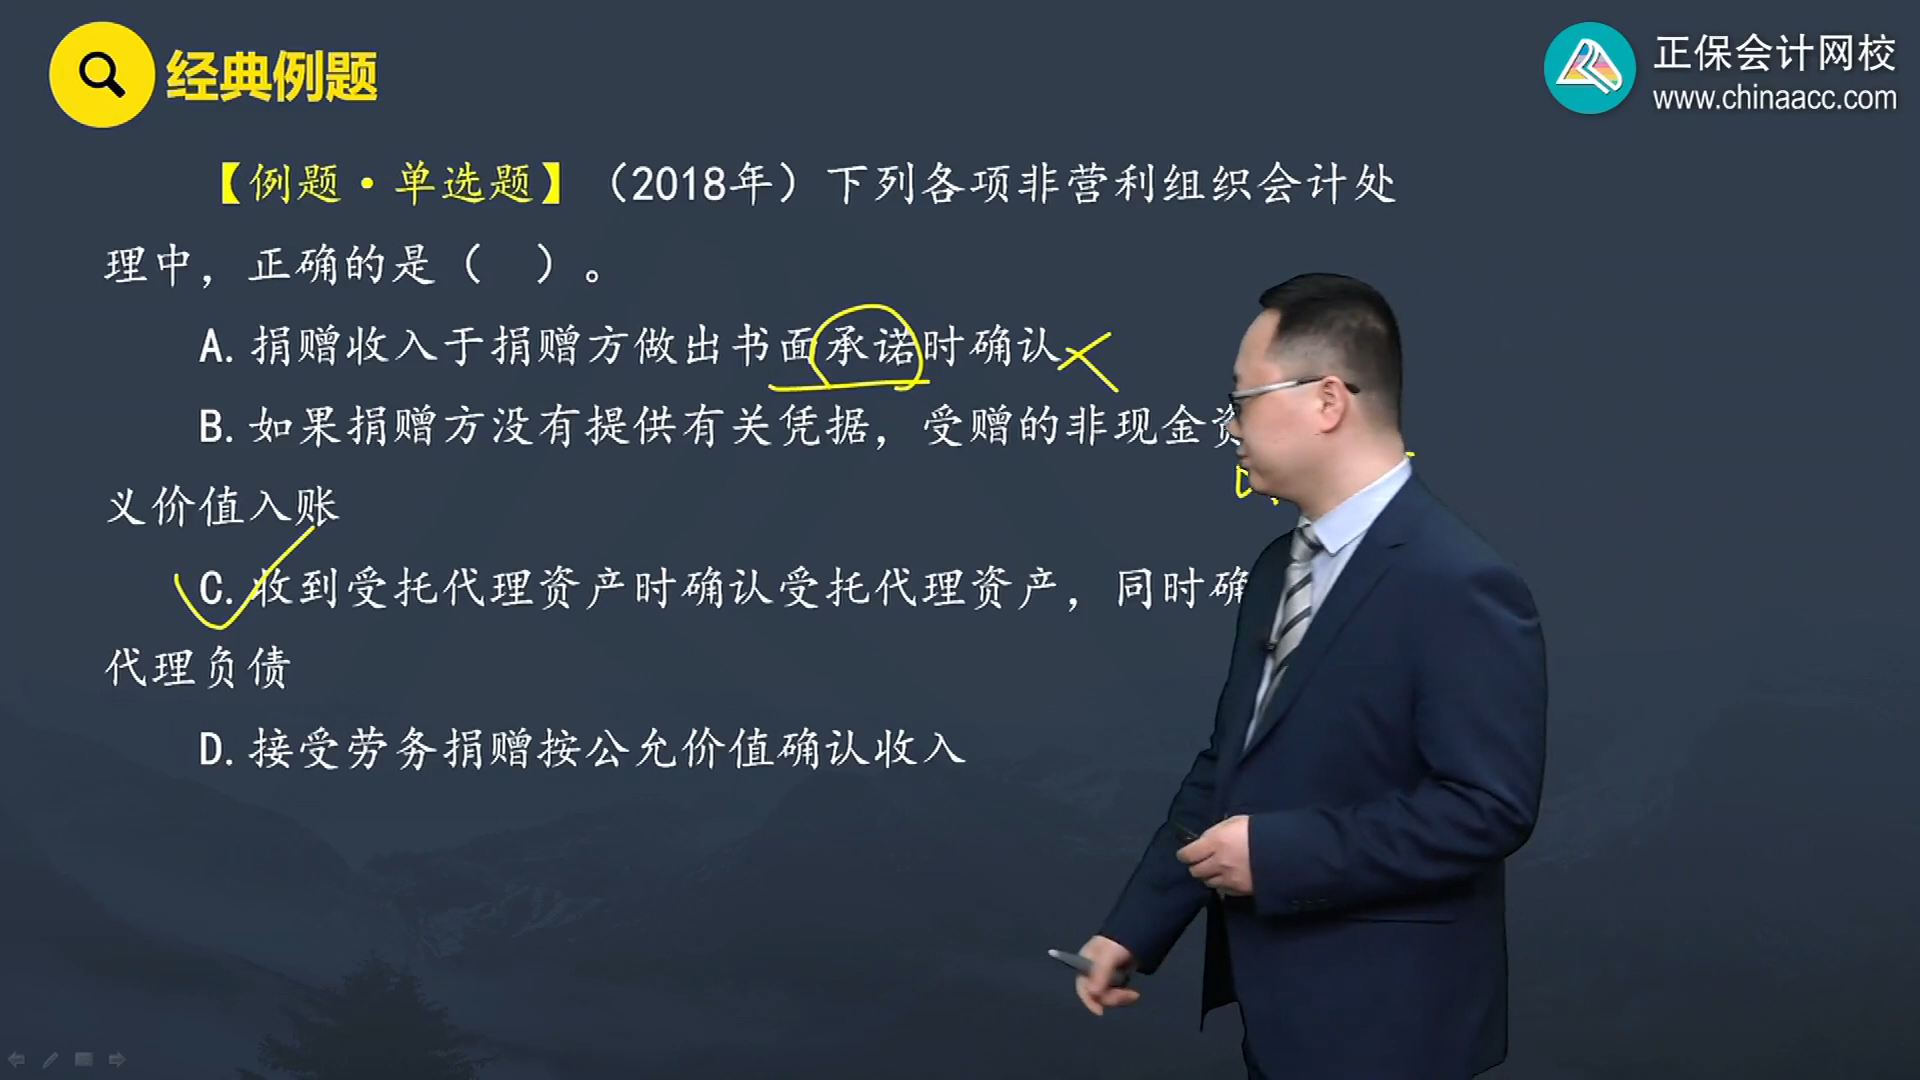 经典例题
正保会计网校
www.chinaacc.com
【例题·单选题】（2018年）下列各项非营利组织会计处
理中，正确的是（ ）。
A.捐赠收入于捐赠方做出书面承诺时确认
B.如果捐赠方没有提供有关凭据，受赠的非现金资
义价值入账
C.收到受托代理资产时确认受托代理资产，同时确
代理负债
D.接受劳务捐赠按公允价值确认收入